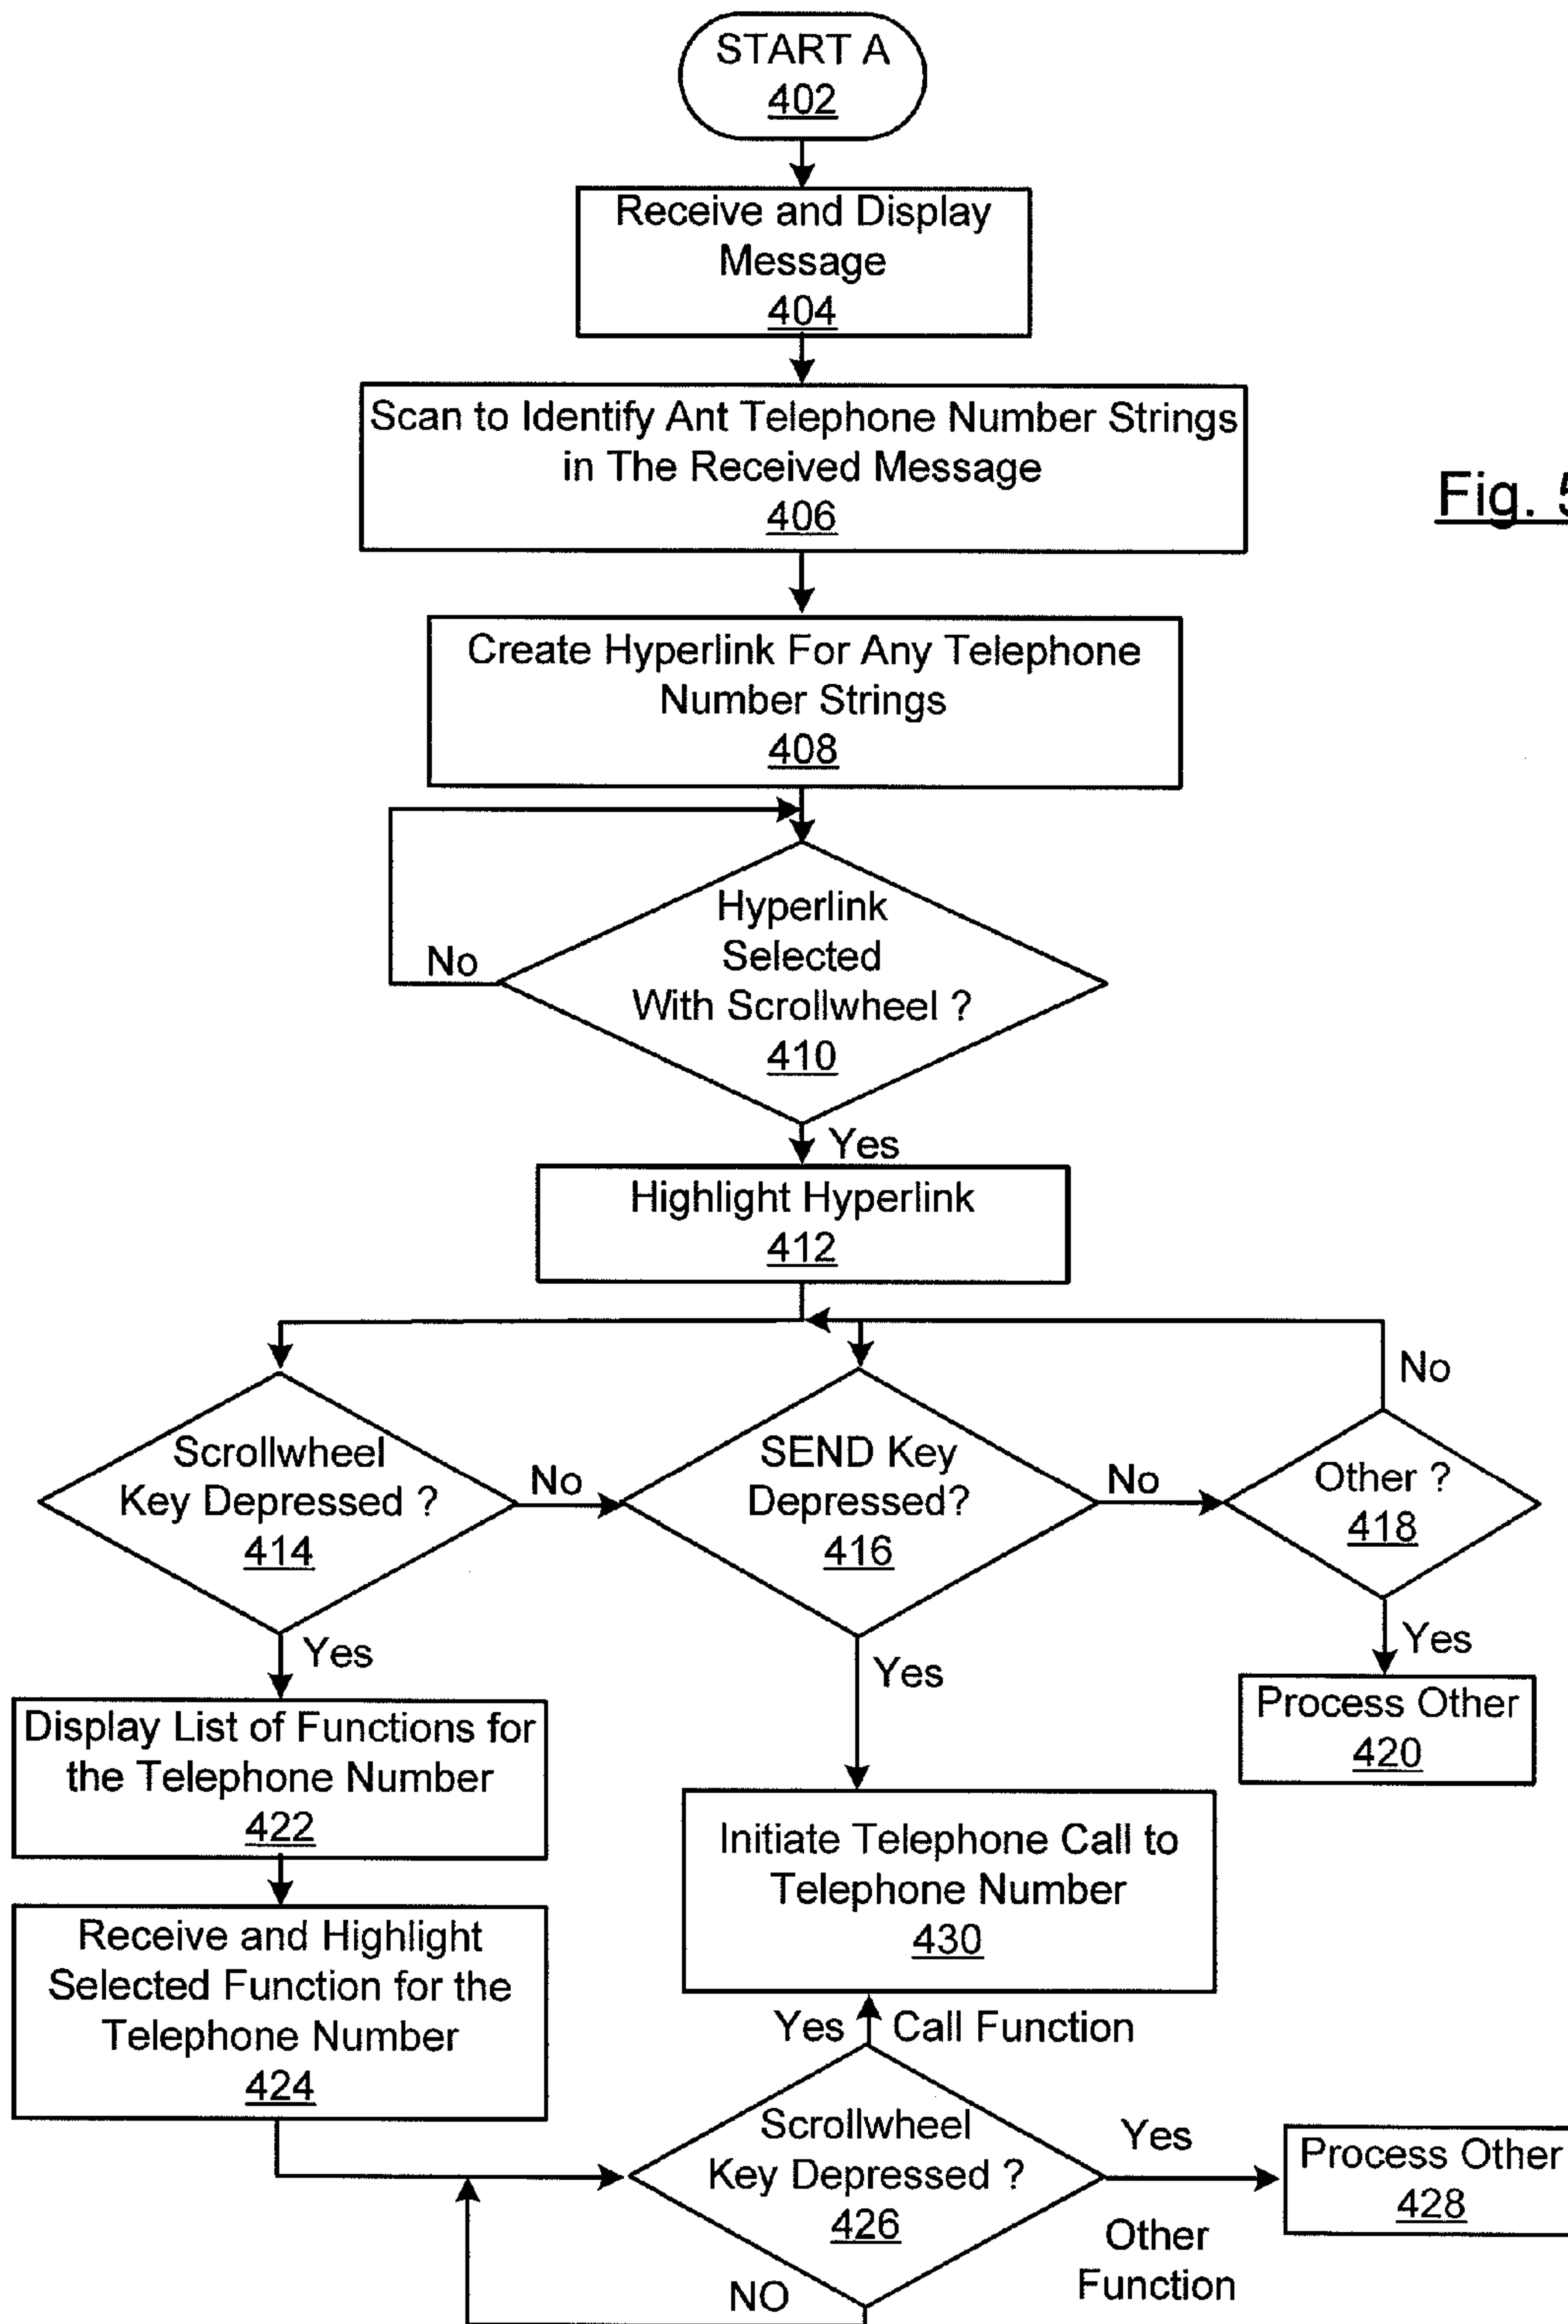 START A
402
Receive and Display
Message
404
Scan to Identify Ant Telephone Number Strings
in The Received Message
406
Fig. 5
Create Hyperlink For Any Telephone
Number Strings
408
Hyperlink
Selected
With Scrollwheel ?
410
No
Yes
Highlight Hyperlink
412
Scrollwheel
Key Depressed ?
414
No
SEND Key
Depressed?
416
No
Other ?
418
No
Yes
Yes
Yes
Process Other
420
Display List of Functions for
the Telephone Number
422
Initiate Telephone Call to
Telephone Number
430
Receive and Highlight
Selected Function for the
Telephone Number
424
Yes
Call Function
Scrollwheel
Key Depressed ?
426
Yes
Other
Function
Process Other
428
NO